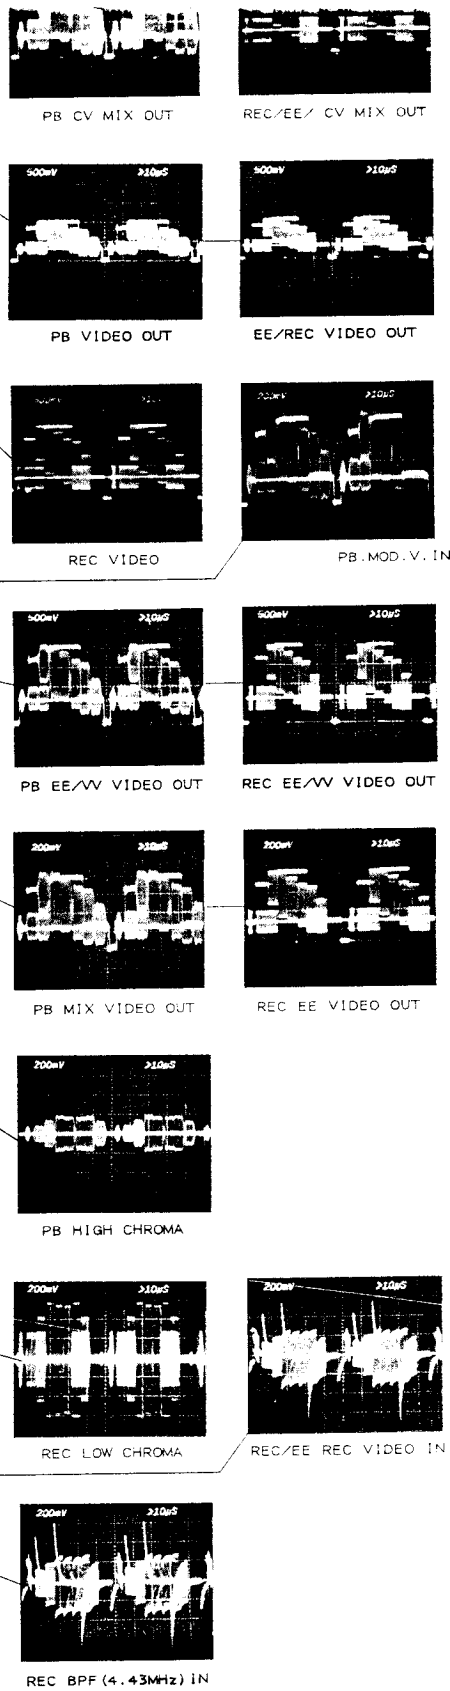 PB CV MIX OUT
REC/EE/ CV MIX OUT
500mV >10µS
500mV >10µS
PB VIDEO OUT
EE/REC VIDEO OUT
500mV
200mV >10µS
REC VIDEO
PB.MOD.V.IN
500mV >10µS
500mV >10µS
PB EE/VV VIDEO OUT
REC EE/VV VIDEO OUT
200mV >10µS
200mV >10µS
PB MIX VIDEO OUT
REC EE VIDEO OUT
200mV >10µS
PB HIGH CHROMA
200mV >10µS
200mV >10µS
REC LOW CHROMA
REC/EE REC VIDEO IN
200mV >10µS
REC BPF(4.43MHz)iN